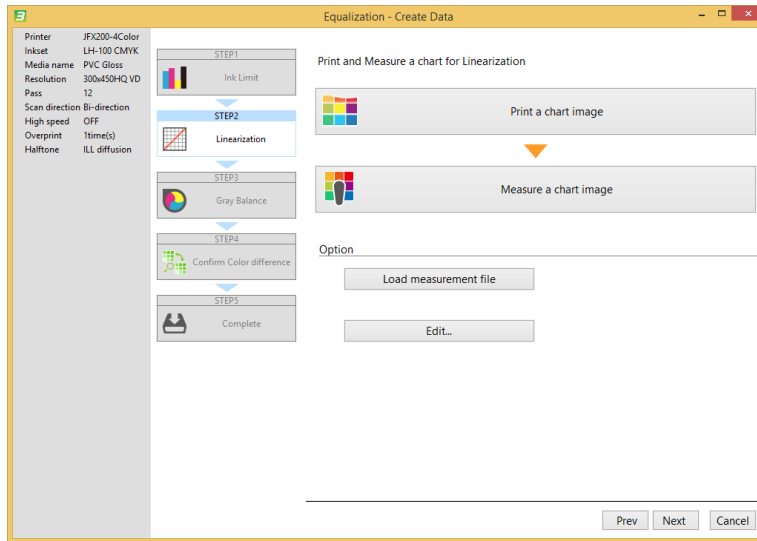 Equalization - Create Data
Printer JFX200-4Color
Inkset LH-100 CMYK
Media name PVC Gloss
Resolution 300x450HQ VD
Pass 12
Scan direction Bi-direction
High speed OFF
Overprint 1time(s)
Halftone ILL diffusion
STEP1
Ink Limit
STEP2
Linearization
STEP3
Gray Balance
STEP4
Confirm Color difference
STEP5
Complete
Print and Measure a chart for Linearization
Print a chart image
Measure a chart image
Option
Load measurement file
Edit...
Prev Next Cancel